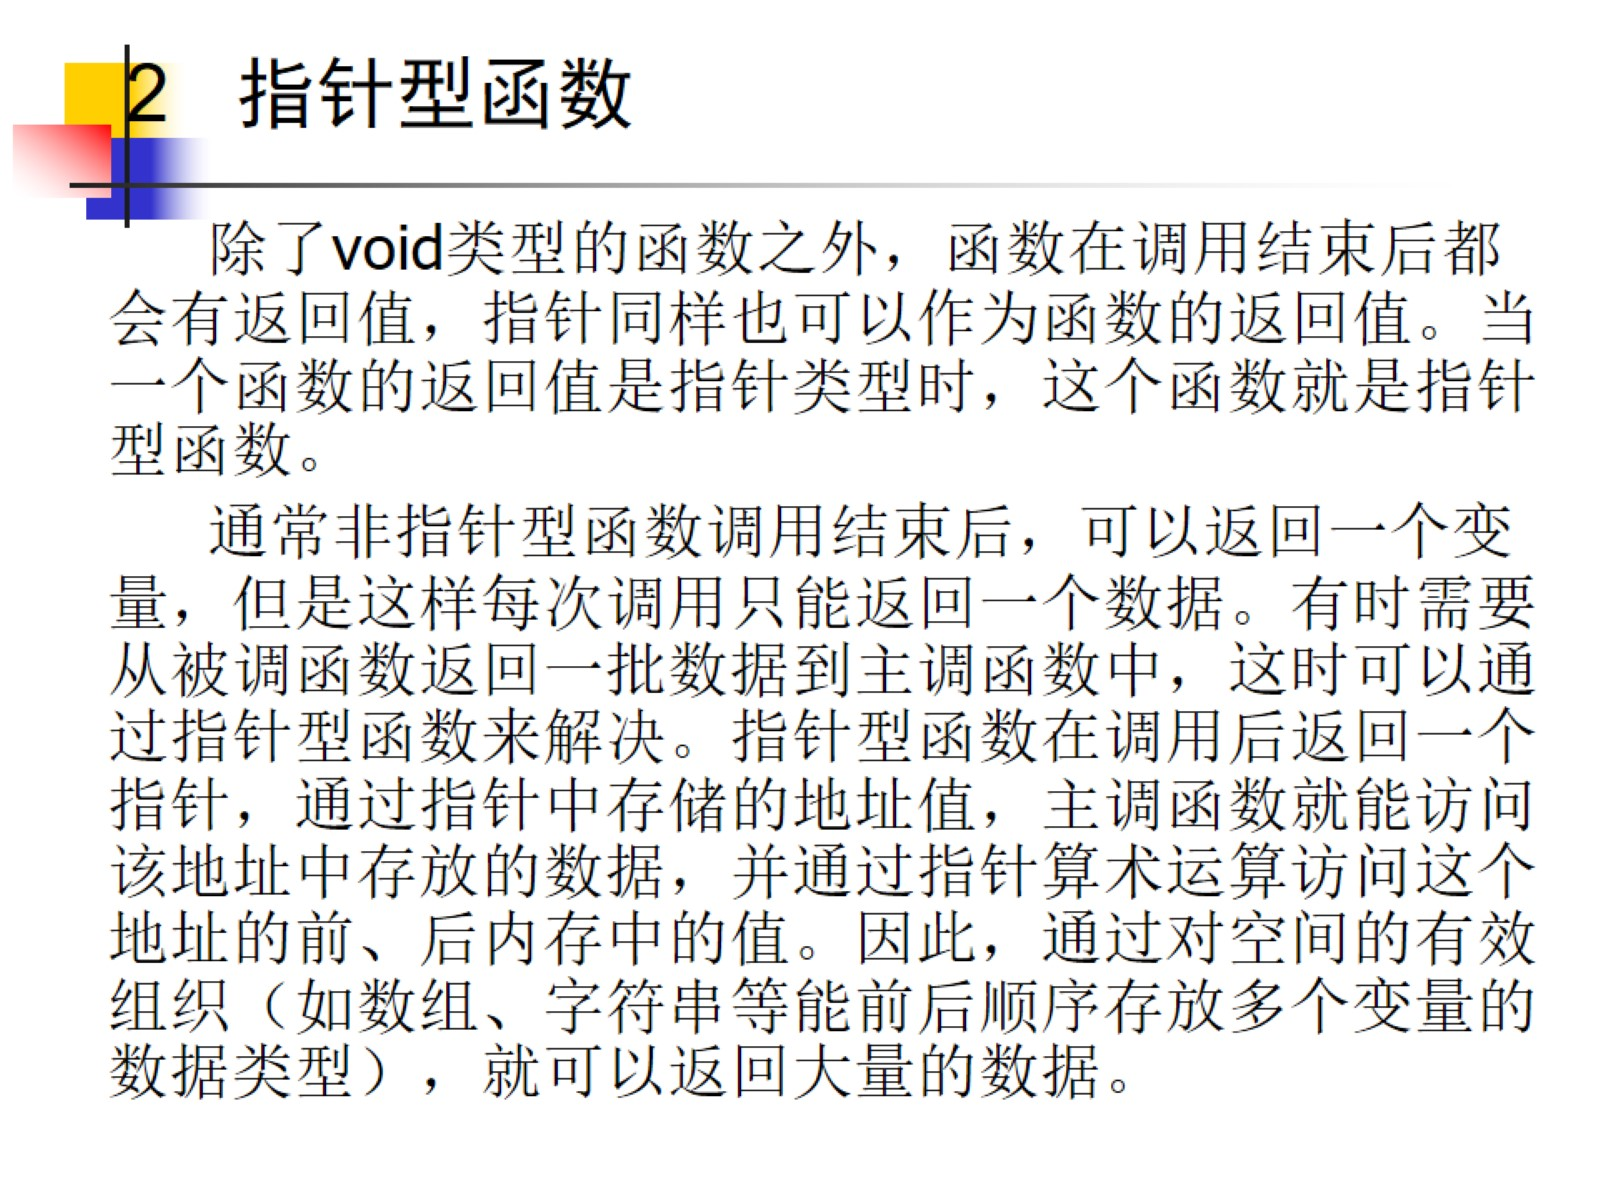 2 指针型函数
除了void类型的函数之外，函数在调用结束后都
会有返回值，指针同样也可以作为函数的返回值。当
一个函数的返回值是指针类型时，这个函数就是指针
型函数。
通常非指针型函数调用结束后，可以返回一个变
量，但是这样每次调用只能返回一个数据。有时需要
从被调函数返回一批数据到主调函数中，这时可以通
过指针型函数来解决。指针型函数在调用后返回一个
指针，通过指针中存储的地址值，主调函数就能访问
该地址中存放的数据，并通过指针算术运算访问这个
地址的前、后内存中的值。因此，通过对空间的有效
组织（如数组、字符串等能前后顺序存放多个变量的
数据类型），就可以返回大量的数据。